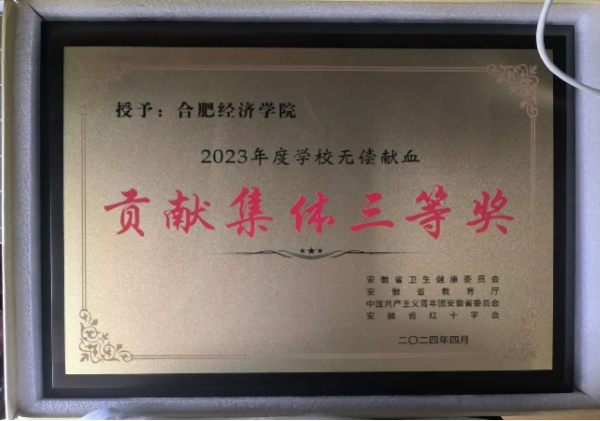 授予：合肥经济学院
2023年度学校无偿献血
贡献集体三等奖
安徽省卫生健康委员会
安徽省教育厅
中国共产主义青年团安徽省委员会
安徽省红十字会
二〇二四年四月